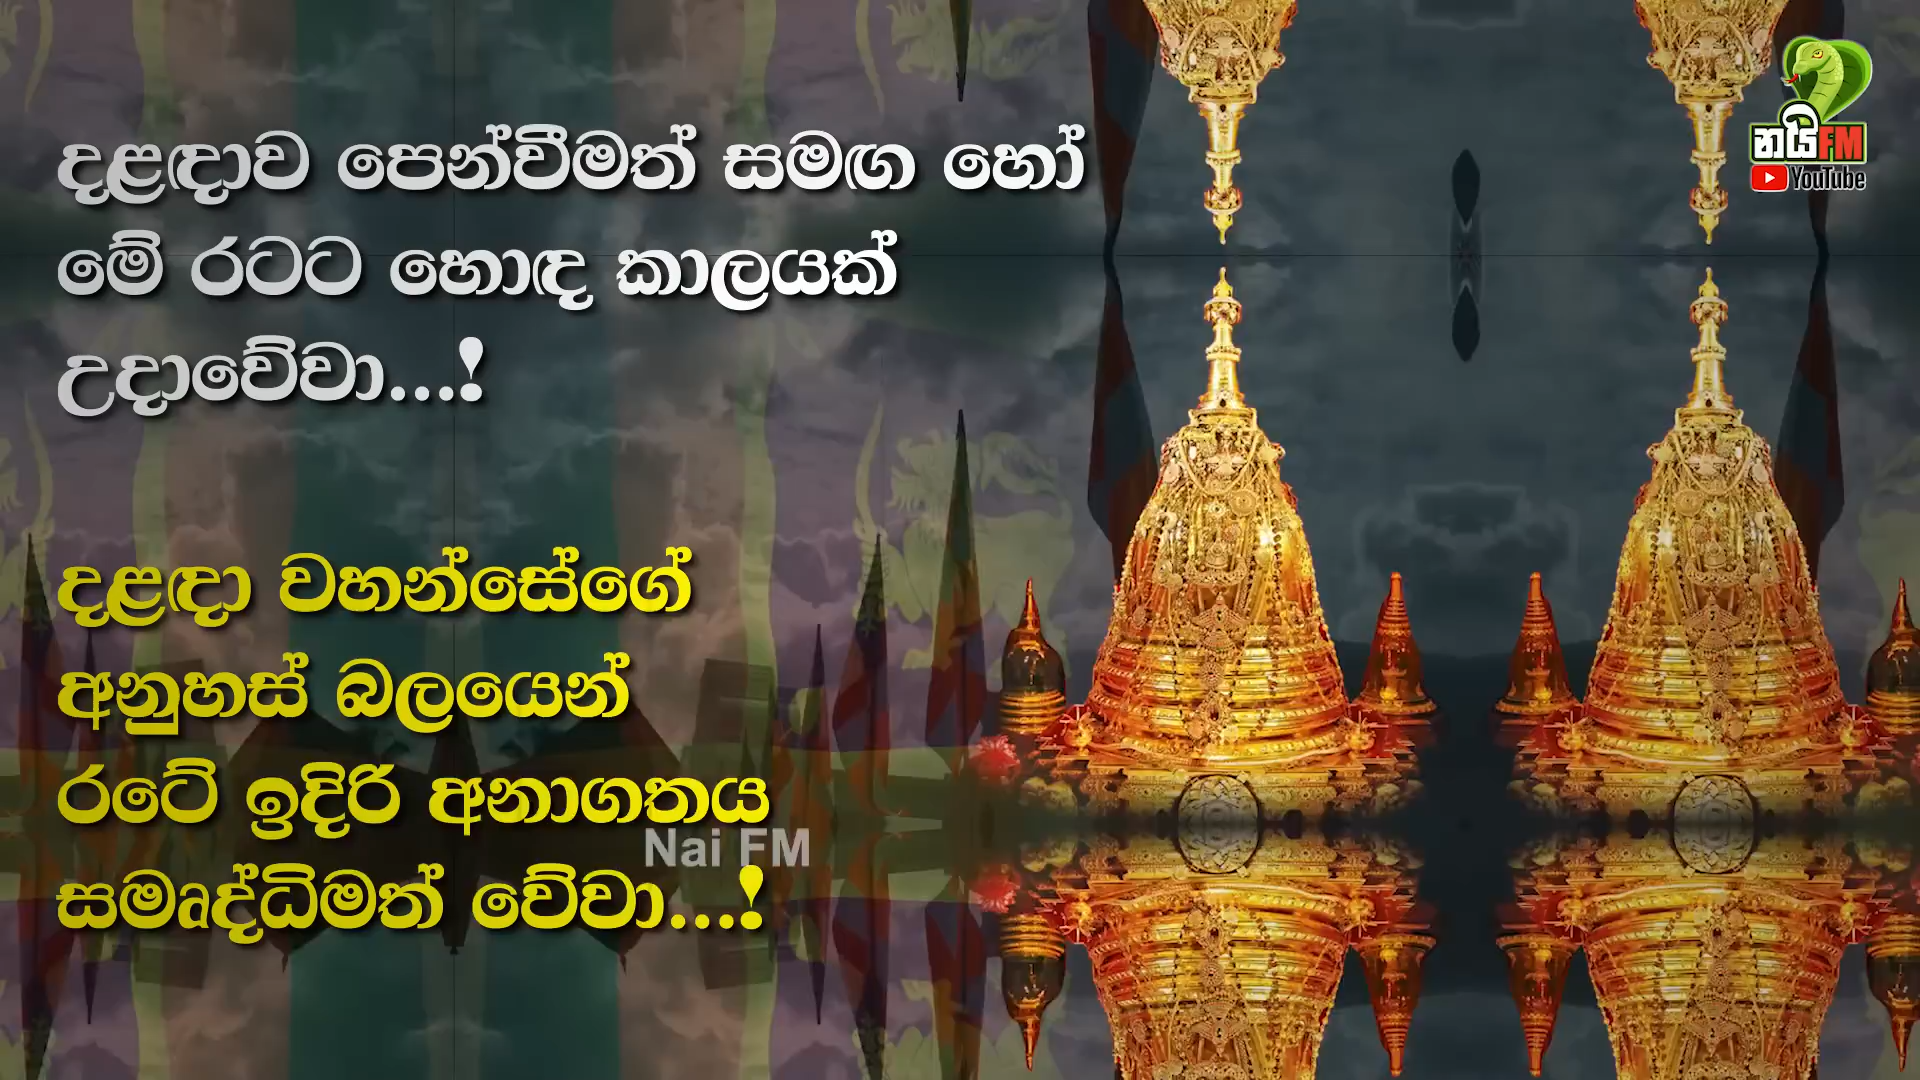 දළඳාව පෙන්වීමත් සමඟ හෝ
මේ රටට හොඳ කාලයක්
උදාවේවා...!
දළඳා වහන්සේගේ
අනුහස් බලයෙන්
රටේ ඉදිරි අනාගතය
සමෘද්ධිමත් වේවා...!
Nai FM
නයි FM
YouTube